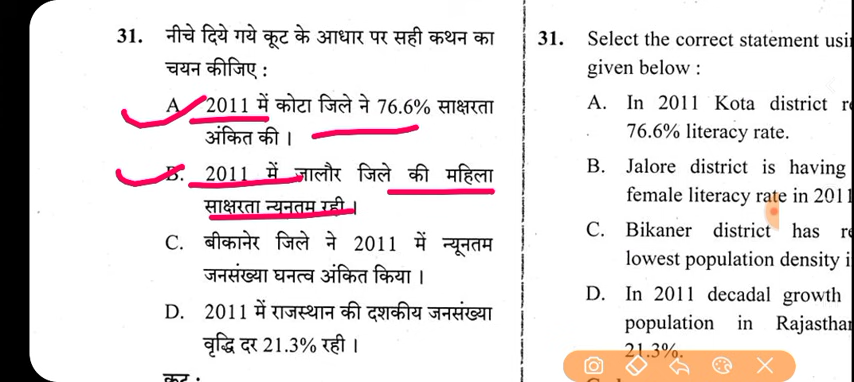 31. नीचे दिये गये कूट के आधार पर सही कथन का
चयन कीजिए :
A. 2011 में कोटा जिले ने 76.6% साक्षरता
अंकित की ।
B. 2011 में जालौर जिले की महिला
साक्षरता न्यूनतम रही ।
C. बीकानेर जिले ने 2011 में न्यूनतम
जनसंख्या घनत्व अंकित किया ।
D. 2011 में राजस्थान की दशकीय जनसंख्या
वृद्धि दर 21.3% रही ।
31. Select the correct statement usi
given below :
A. In 2011 Kota district re
76.6% literacy rate.
B. Jalore district is having
female literacy rate in 2011
C. Bikaner district has re
lowest population density i
D. In 2011 decadal growth
population in Rajasthan
21.3%.